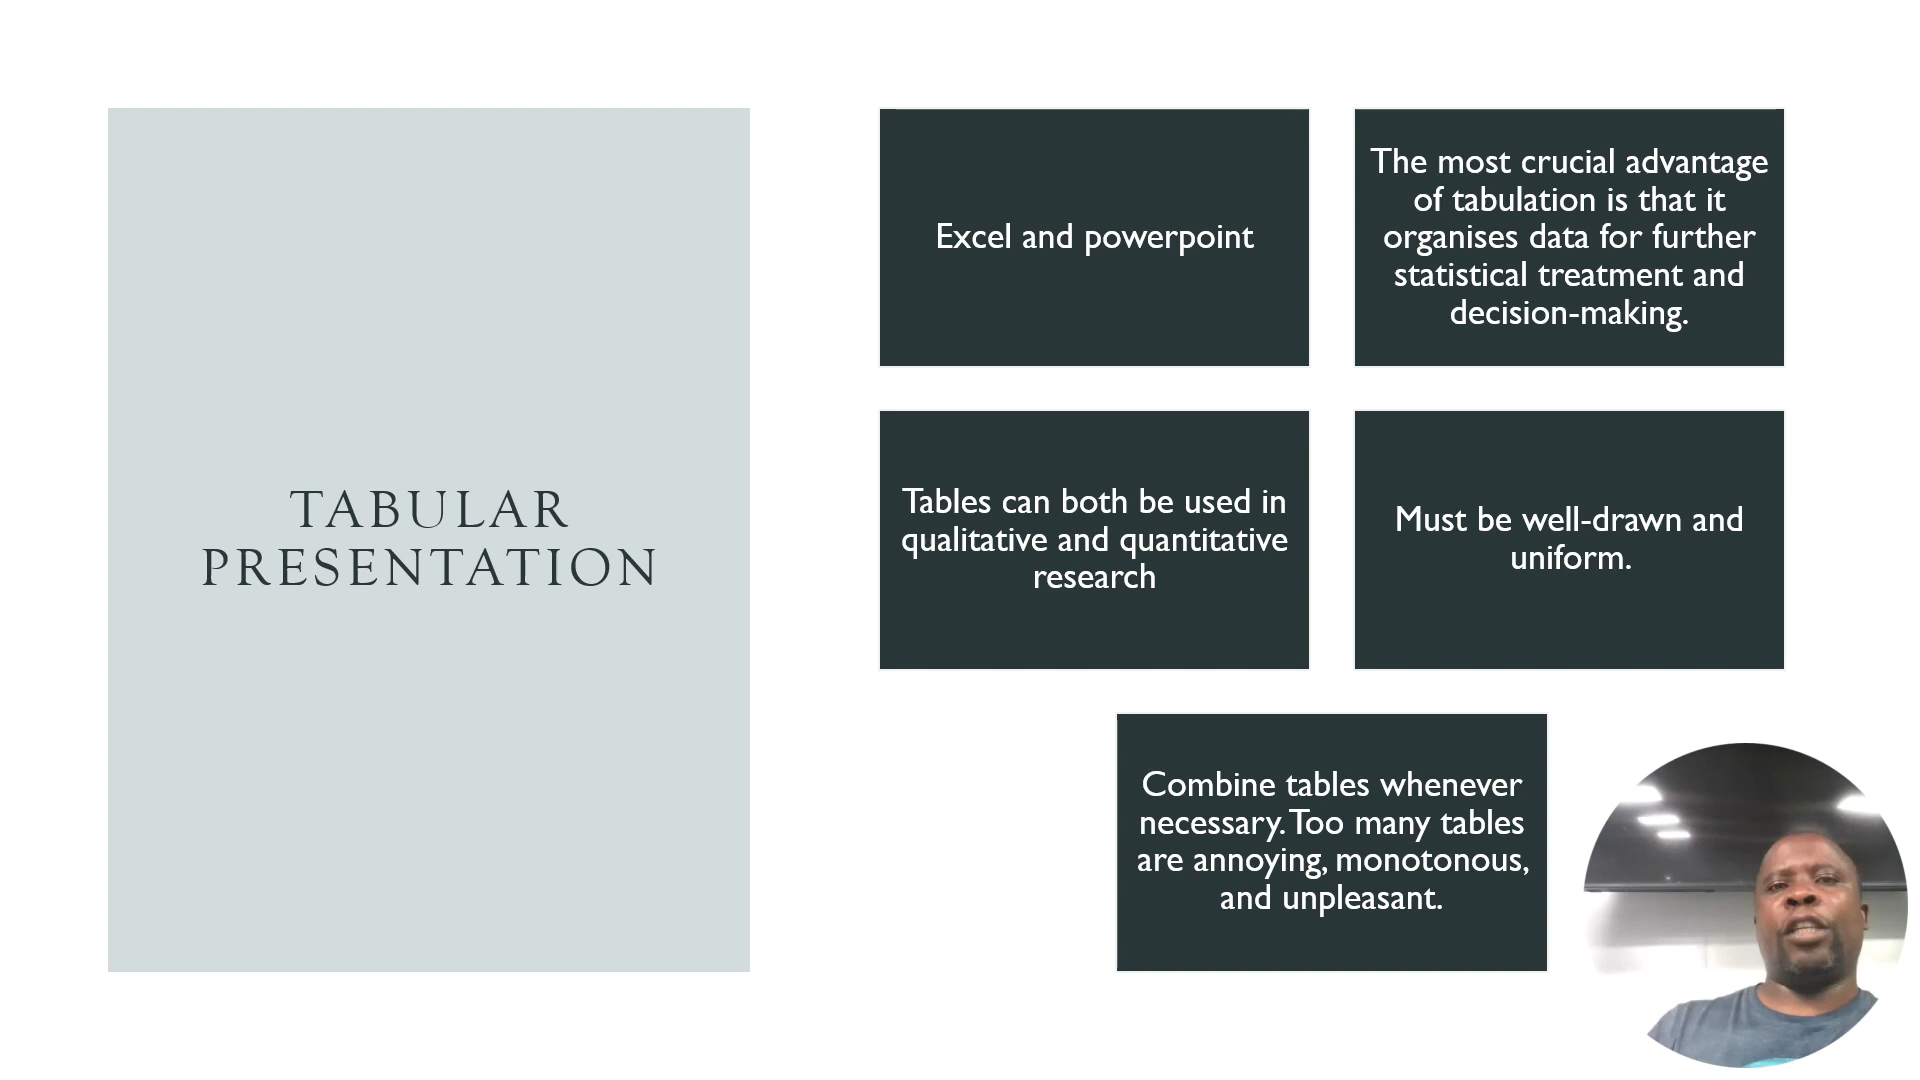 TABULAR
PRESENTATION
Excel and powerpoint
The most crucial advantage
of tabulation is that it
organises data for further
statistical treatment and
decision-making.
Tables can both be used in
qualitative and quantitative
research
Must be well-drawn and
uniform.
Combine tables whenever
necessary. Too many tables
are annoying, monotonous,
and unpleasant.